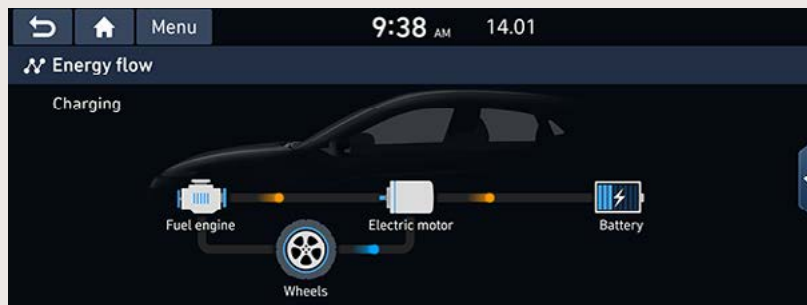 Menu 9:38 AM 14.01
Energy flow
Charging
Fuel engine Electric motor Battery
Wheels